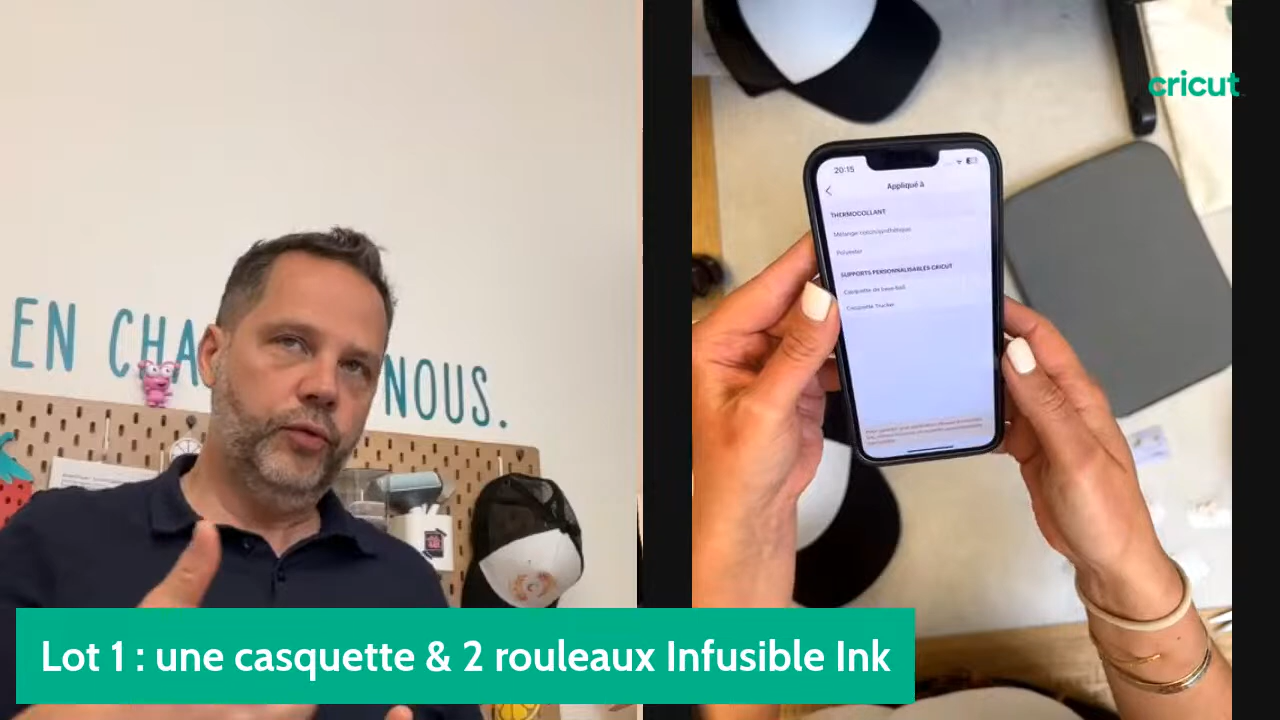 EN CHA NOUS.
cricut
20:15
Appliqué à
THERMOCOLLANT
Mélange coton/synthétique
Polyester
SUPPORTS PERSONNALISABLES CRICUT
Casquette de base-ball
Casquette Trucker
Lot 1 : une casquette & 2 rouleaux Infusible Ink